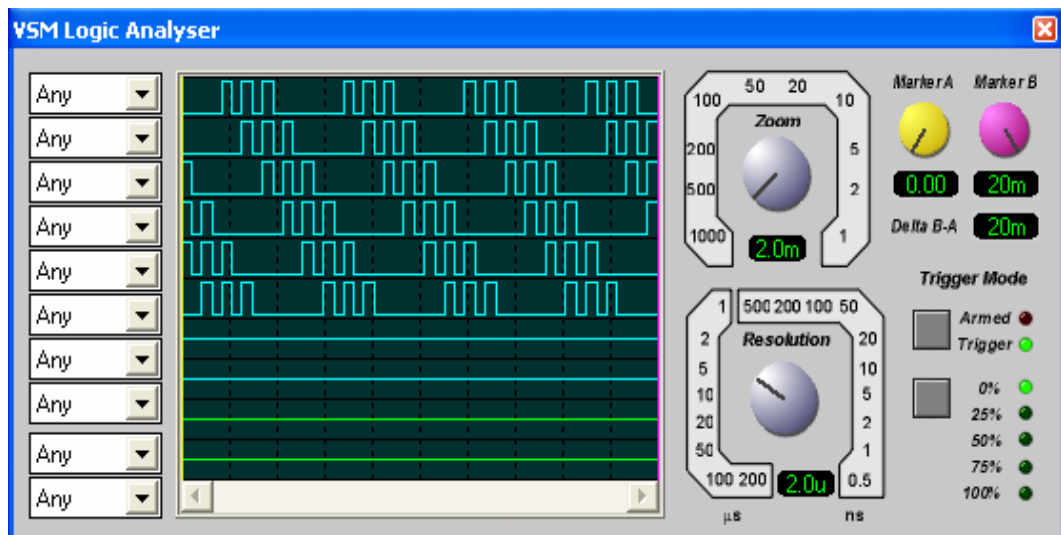 VSM Logic Analyser
Any
Any
Any
Any
Any
Any
Any
Any
Any
Any
50 20
100 10
Zoom
200 5
500 2
1000 1
2.0m
1 500 200 100 50
2 Resolution 20
5 10
10 5
20 2
50 1
100 200 2.0u 0.5
µs ns
Marker A Marker B
0.00 20m
Delta B-A 20m
Trigger Mode
Armed
Trigger
0%
25%
50%
75%
100%